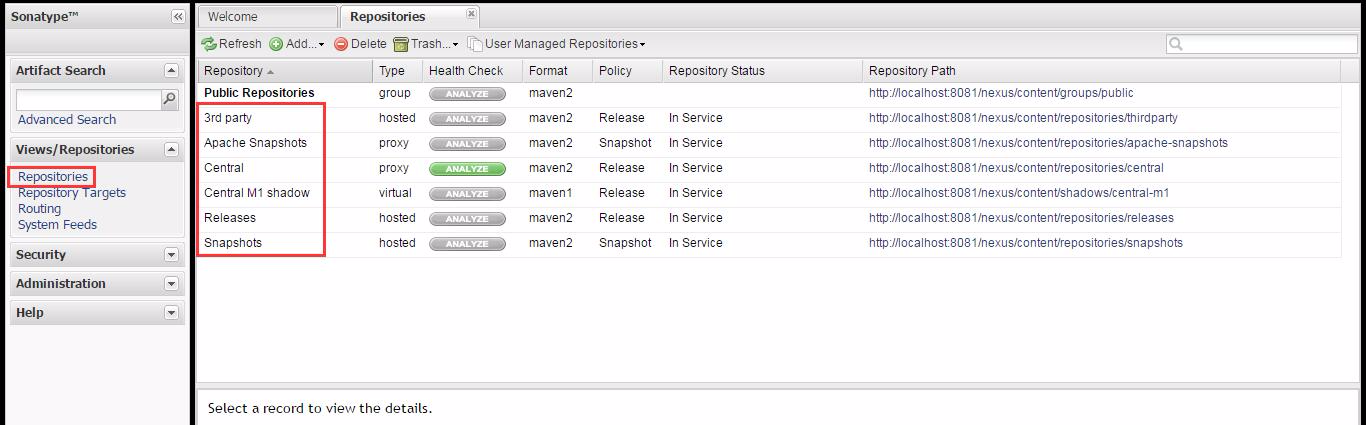 Sonatype™
Welcome
Repositories
Refresh Add... Delete Trash... User Managed Repositories
Artifact Search
Advanced Search
Views/Repositories
Repositories
Repository Targets
Routing
System Feeds
Security
Administration
Help
Repository Type Health Check Format Policy Repository Status Repository Path
Public Repositories group ANALYZE maven2 http://localhost:8081/nexus/content/groups/public
3rd party hosted ANALYZE maven2 Release In Service http://localhost:8081/nexus/content/repositories/thirdparty
Apache Snapshots proxy ANALYZE maven2 Snapshot In Service http://localhost:8081/nexus/content/repositories/apache-snapshots
Central proxy ANALYZE maven2 Release In Service http://localhost:8081/nexus/content/repositories/central
Central M1 shadow virtual ANALYZE maven1 Release In Service http://localhost:8081/nexus/content/shadows/central-m1
Releases hosted ANALYZE maven2 Release In Service http://localhost:8081/nexus/content/repositories/releases
Snapshots hosted ANALYZE maven2 Snapshot In Service http://localhost:8081/nexus/content/repositories/snapshots
Select a record to view the details.